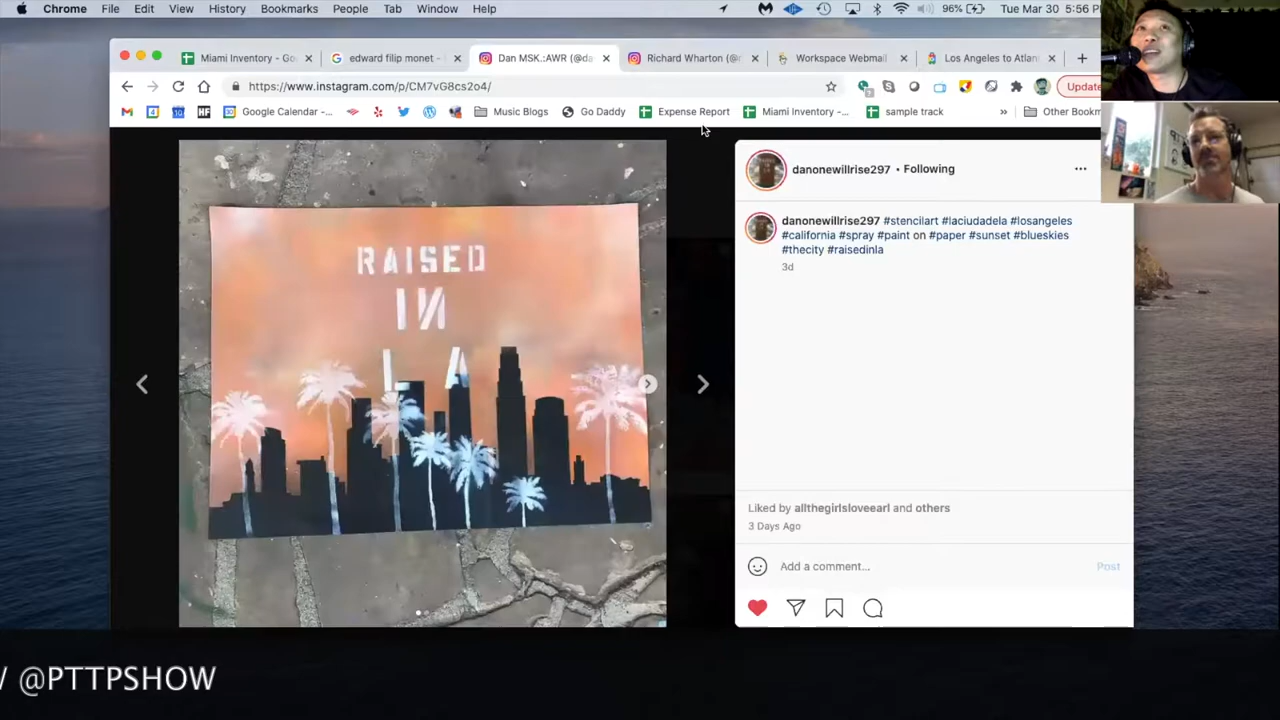 Chrome File Edit View History Bookmarks People Tab Window Help 96% Tue Mar 30 5:56
Miami Inventory - Go edward filip monet - Dan MSK.:AWR (@da Richard Wharton (@r Workspace Webmail Los Angeles to Atlan
https://www.instagram.com/p/CM7vG8cs2o4/ Update
Google Calendar -... Music Blogs Go Daddy Expense Report Miami Inventory -... sample track » Other Bookm
danonewillrise297 • Following
danonewillrise297 #stencilart #laciudadela #losangeles
#california #spray #paint on #paper #sunset #blueskies
#thecity #raisedinla
3d
RAISED
IN
LA
Liked by allthegirlsloveearl and others
3 Days Ago
Add a comment... Post
@PTTPSHOW